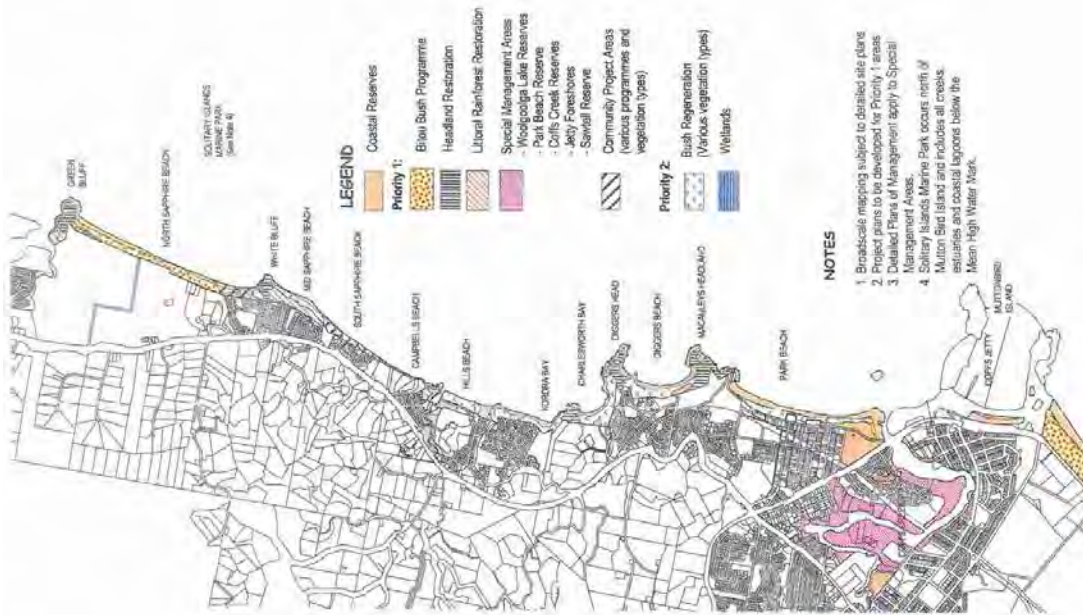 GREEN
BLUFF
NORTH SAPPHIRE BEACH
SOLITARY ISLANDS
MARINE PARK
(See Note 4)
WHITE BLUFF
MID SAPPHIRE BEACH
SOUTH SAPPHIRE BEACH
CAMPBELLS BEACH
HILLS BEACH
KORORA BAY
CHARLESWORTH BAY
DIGGERS HEAD
DIGGERS BEACH
MACAULEYS HEADLAND
PARK BEACH
COFFS JETTY
MUTTONBIRD
ISLAND
LEGEND
Coastal Reserves
Priority 1:
Bitou Bush Programme
Headland Restoration
Littoral Rainforest Restoration
Special Management Areas
- Woolgoolga Lake Reserves
- Park Beach Reserve
- Coffs Creek Reserves
- Jetty Foreshores
- Sawtell Reserve
Community Project Areas
(various programmes and
vegetation types)
Priority 2:
Bush Regeneration
(Various vegetation types)
Wetlands
NOTES
1. Broadscale mapping subject to detailed site plans
2. Project plans to be developed for Priority 1 areas
3. Detailed Plans of Management apply to Special
Management Areas.
4. Solitary Islands Marine Park occurs north of
Mutton Bird Island and includes all creeks,
estuaries and coastal lagoons below the
Mean High Water Mark.